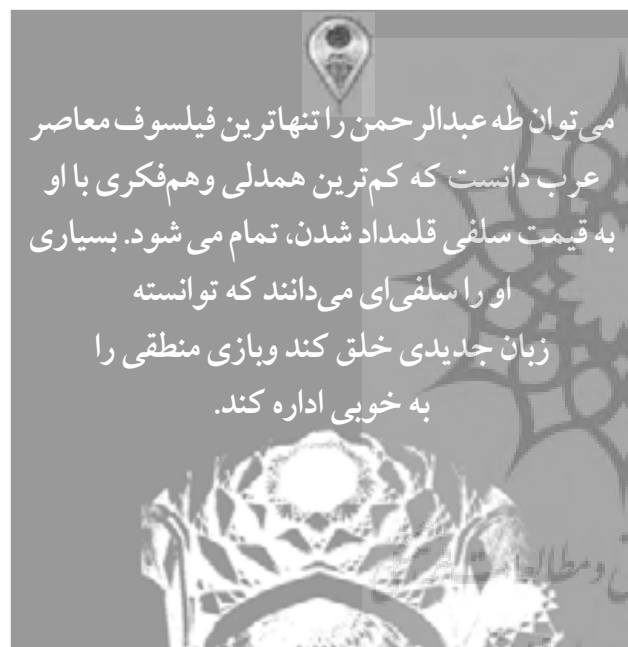 می‌توان طه عبدالرحمن را تنهاترین فیلسوف معاصر
عرب دانست که کم‌ترین همدلی وهم‌فکری با او
به قیمت سلفی قلمداد شدن، تمام می شود. بسیاری
او را سلفی‌ای می‌دانند که توانسته
زبان جدیدی خلق کند وبازی منطقی را
به خوبی اداره کند.
ومطالعات